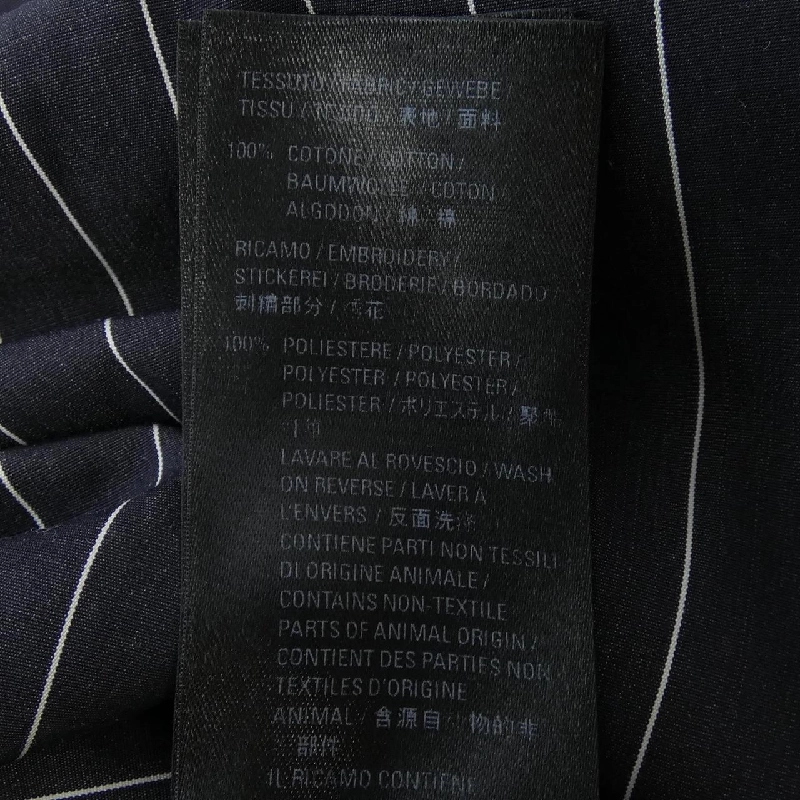 TESSUTO / FABRIC / GEWEBE
TISSU / TEJIDO / 表地 / 面料
100% COTONE / COTTON /
BAUMWOLLE / COTON /
ALGODON / 綿 / 棉
RICAMO / EMBROIDERY /
STICKEREI / BRODERIE / BORDADO /
刺繍部分 / 绣花
100% POLIESTERE / POLYESTER /
POLYESTER / POLYESTER /
POLIESTER / ポリエステル / 聚酯
LAVARE AL ROVESCIO / WASH
ON REVERSE / LAVER A
L'ENVERS / 反面洗涤
CONTIENE PARTI NON TESSILI
DI ORIGINE ANIMALE /
CONTAINS NON-TEXTILE
PARTS OF ANIMAL ORIGIN /
CONTIENT DES PARTIES NON
TEXTILES D'ORIGINE
ANIMAL / 含源自动物的非
部件
IL RICAMO CONTIENE